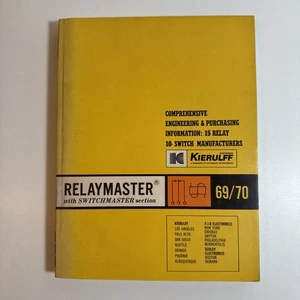 COMPREHENSIVE
ENGINEERING & PURCHASING
INFORMATION: 15 RELAY
10 SWITCH MANUFACTURERS
K KIERULFF
RELAYMASTER®
with SWITCHMASTER section
69/70
KIERULFF
LOS ANGELES
PALO ALTO
SAN DIEGO
SEATTLE
DENVER
PHOENIX
ALBUQUERQUE
F-J-R ELECTRONICS
NEW YORK
CHICAGO
DAYTON
PHILADELPHIA
MINNEAPOLIS
ELECTRONICS
BOSTON
NEWARK